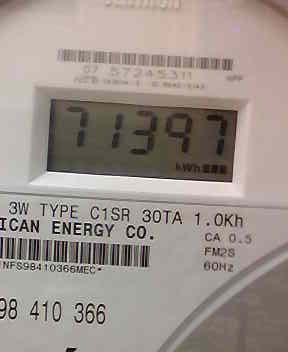 07 57245311
71397
kWh
3W TYPE C1SR 30TA 1.0Kh
ICAN ENERGY CO.
CA 0.5
FM2S
60Hz
*NFS98410366MEC*
98 410 366